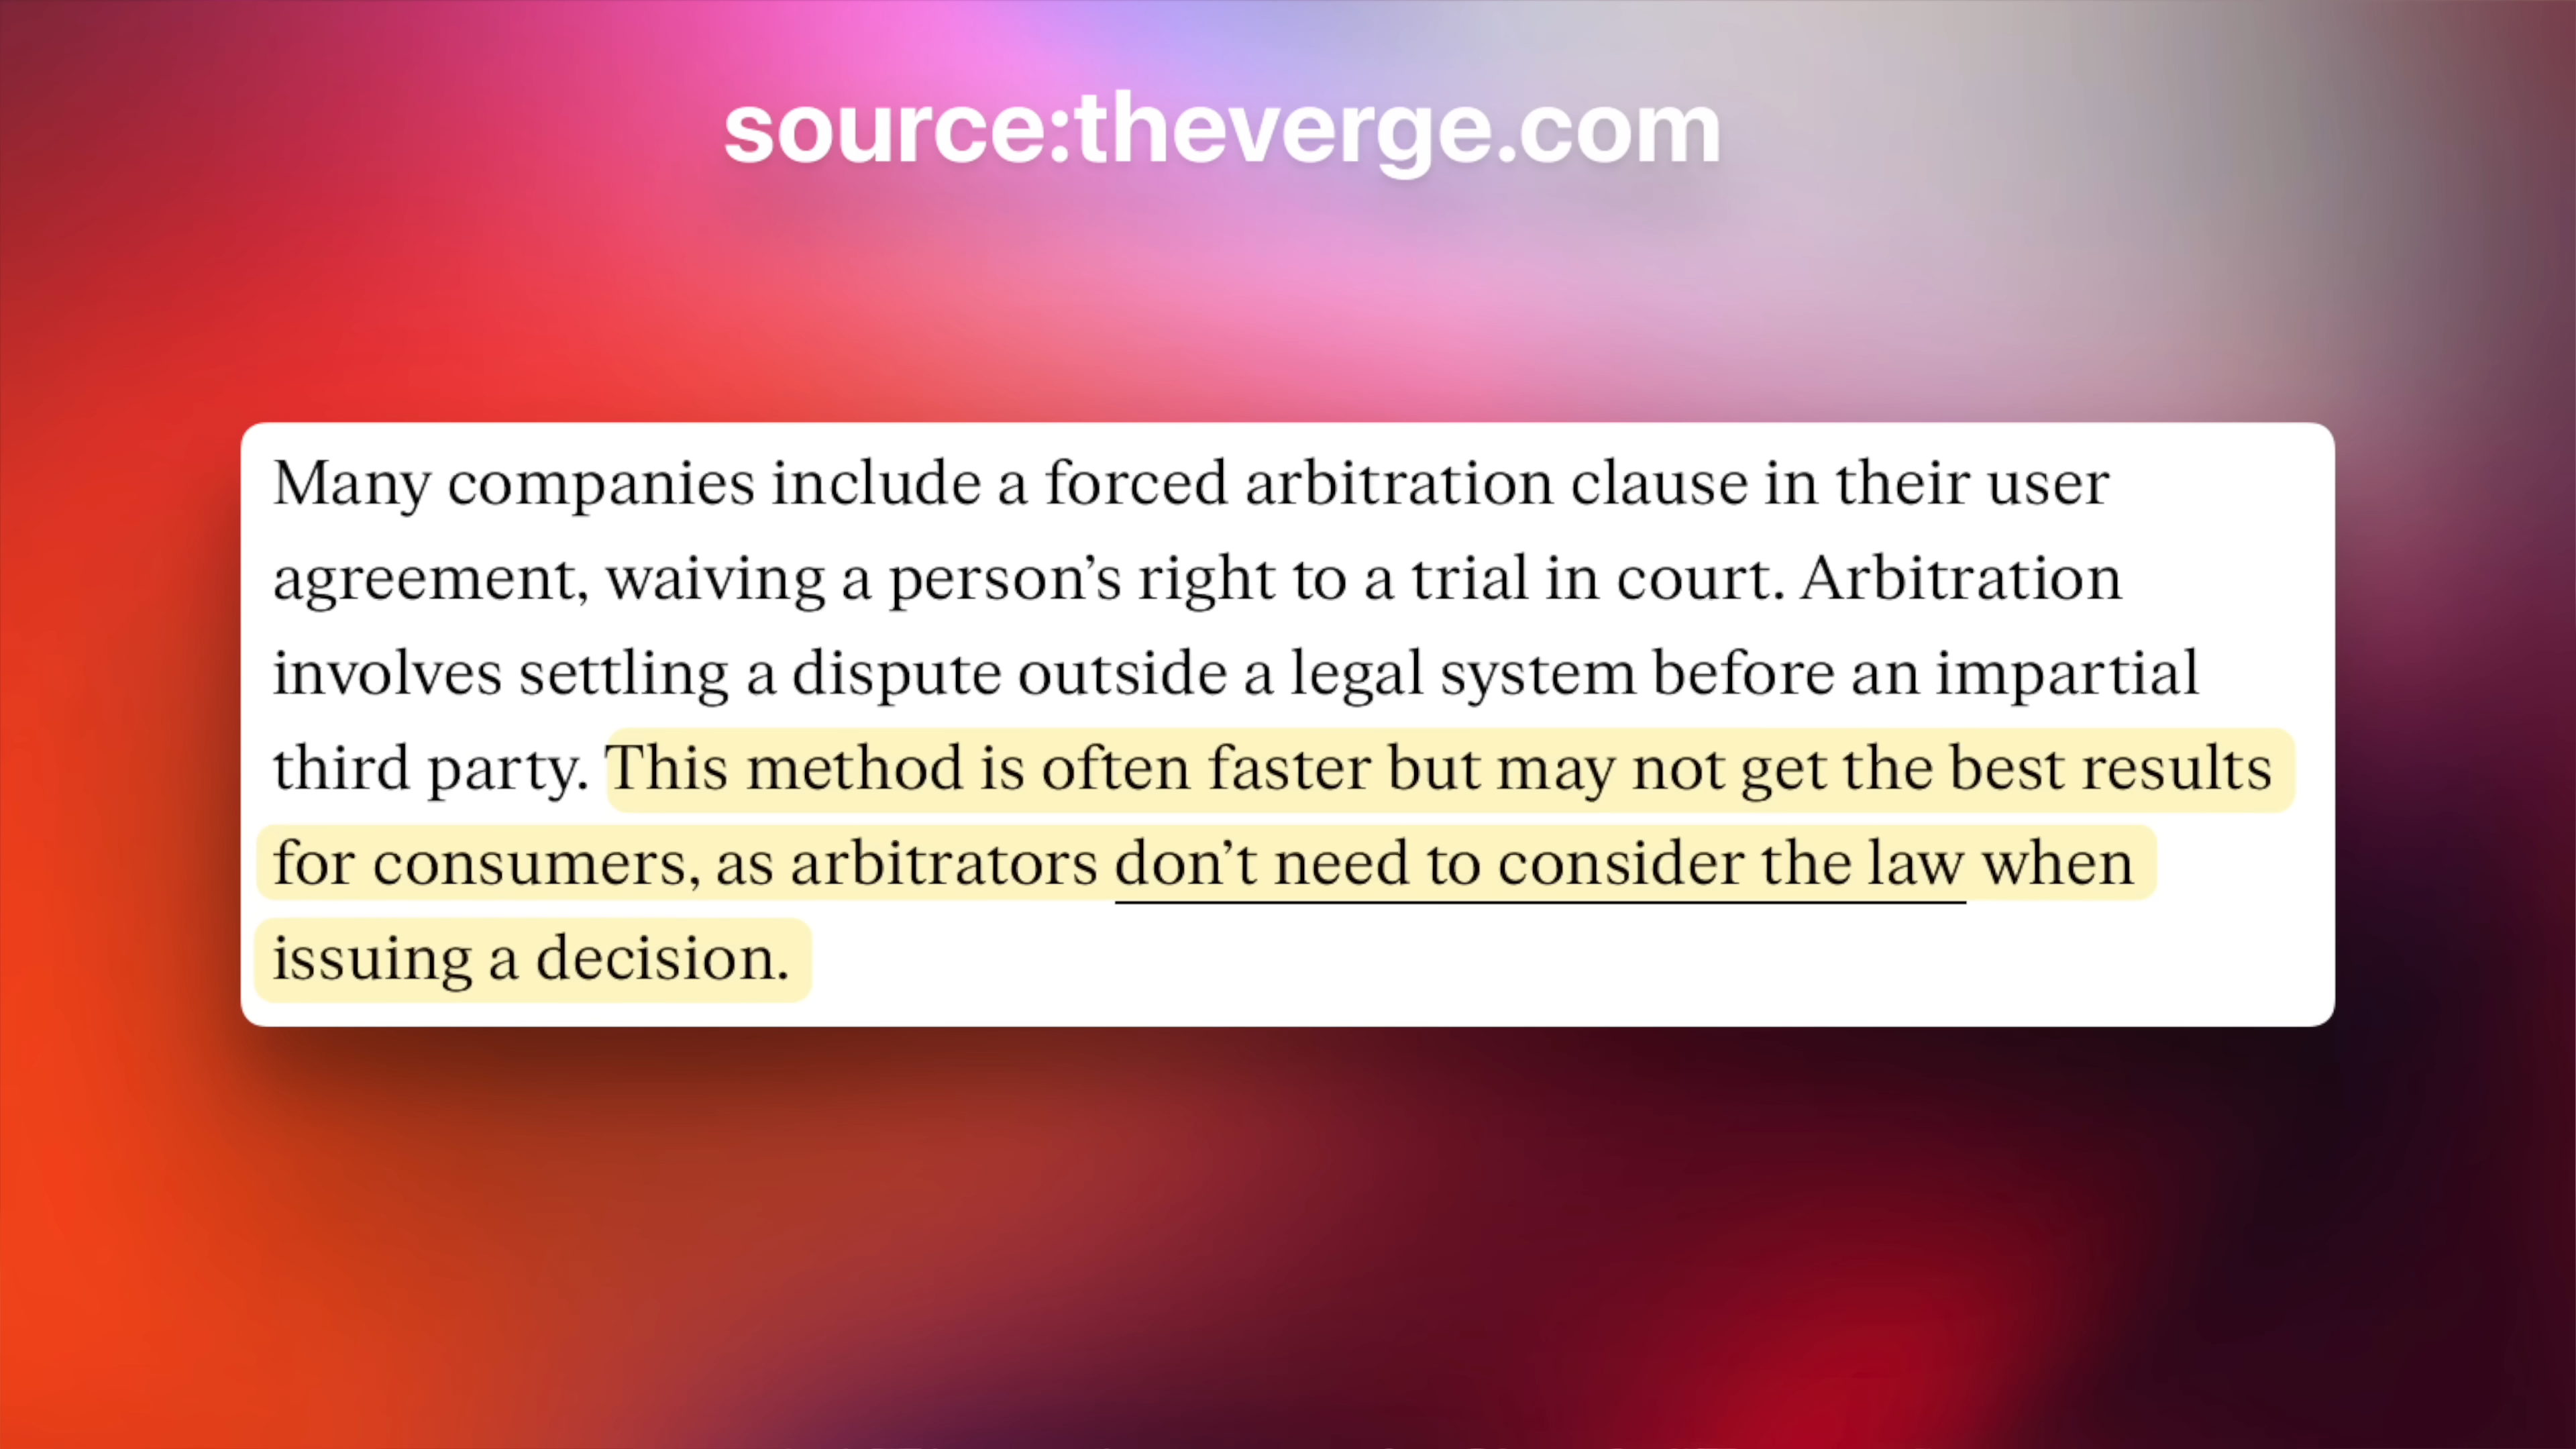 source:theverge.com
Many companies include a forced arbitration clause in their user
agreement, waiving a person’s right to a trial in court. Arbitration
involves settling a dispute outside a legal system before an impartial
third party. This method is often faster but may not get the best results
for consumers, as arbitrators don’t need to consider the law when
issuing a decision.